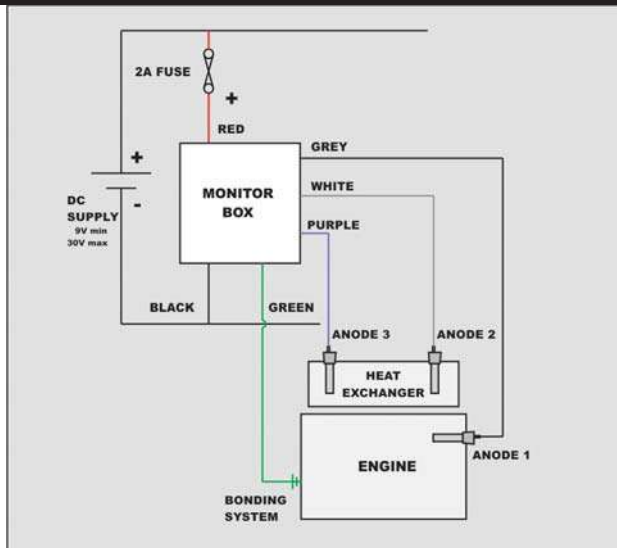 2A FUSE
+
RED
GREY
+
MONITOR
BOX
WHITE
DC
SUPPLY
9V min
30V max
-
PURPLE
BLACK
GREEN
ANODE 3
ANODE 2
HEAT
EXCHANGER
ENGINE
ANODE 1
BONDING
SYSTEM